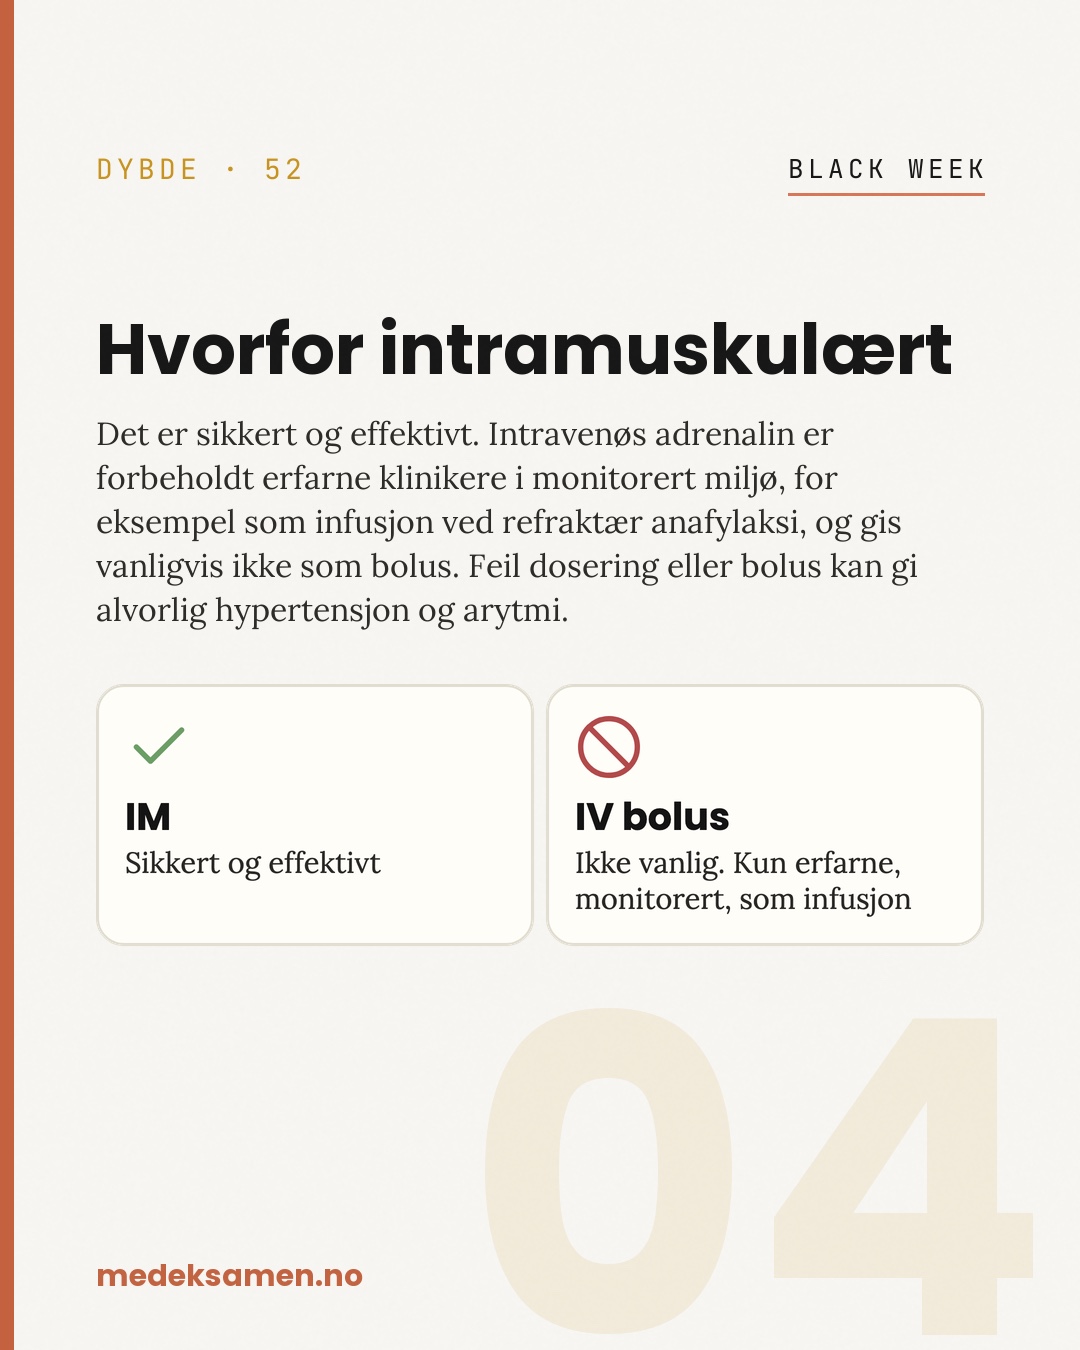 DYBDE · 52
BLACK WEEK
Hvorfor intramuskulært
Det er sikkert og effektivt. Intravenøs adrenalin er
forbeholdt erfarne klinikere i monitorert miljø, for
eksempel som infusjon ved refraktær anafylaksi, og gis
vanligvis ikke som bolus. Feil dosering eller bolus kan gi
alvorlig hypertensjon og arytmi.
IM
Sikkert og effektivt
IV bolus
Ikke vanlig. Kun erfarne,
monitorert, som infusjon
04
medeksamen.no